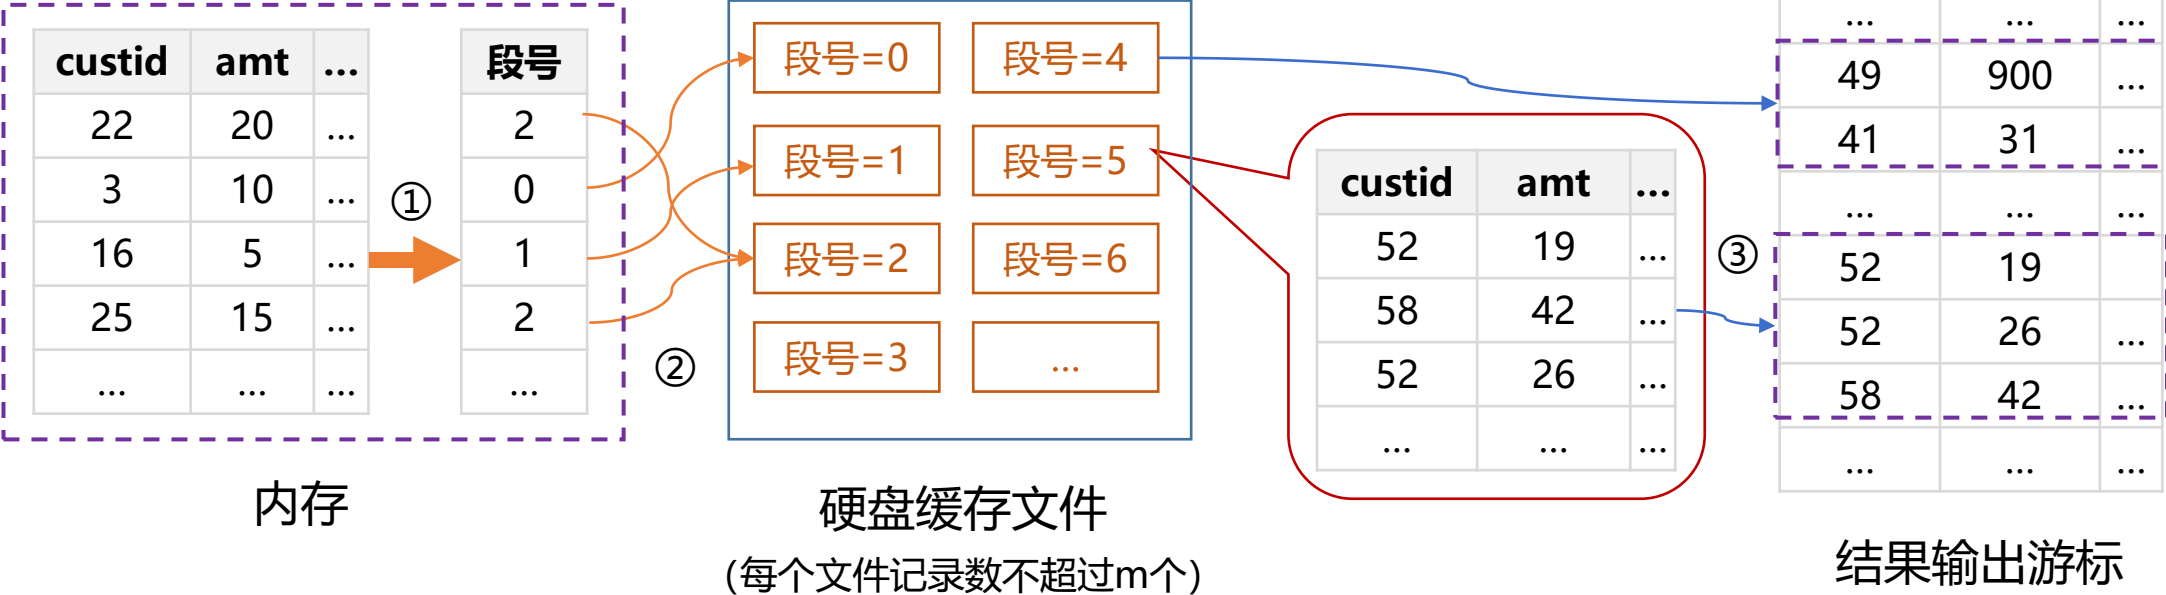 custid amt ...
22 20 ...
3 10 ...
16 5 ...
25 15 ...
... ... ...
①
段号
2
0
1
2
...
内存
②
段号=0 段号=4
段号=1 段号=5
段号=2 段号=6
段号=3 ...
硬盘缓存文件
(每个文件记录数不超过m个)
custid amt ...
52 19 ...
58 42 ...
52 26 ...
... ... ...
③
... ... ...
49 900 ...
41 31 ...
... ... ...
52 19
52 26 ...
58 42 ...
... ... ...
结果输出游标